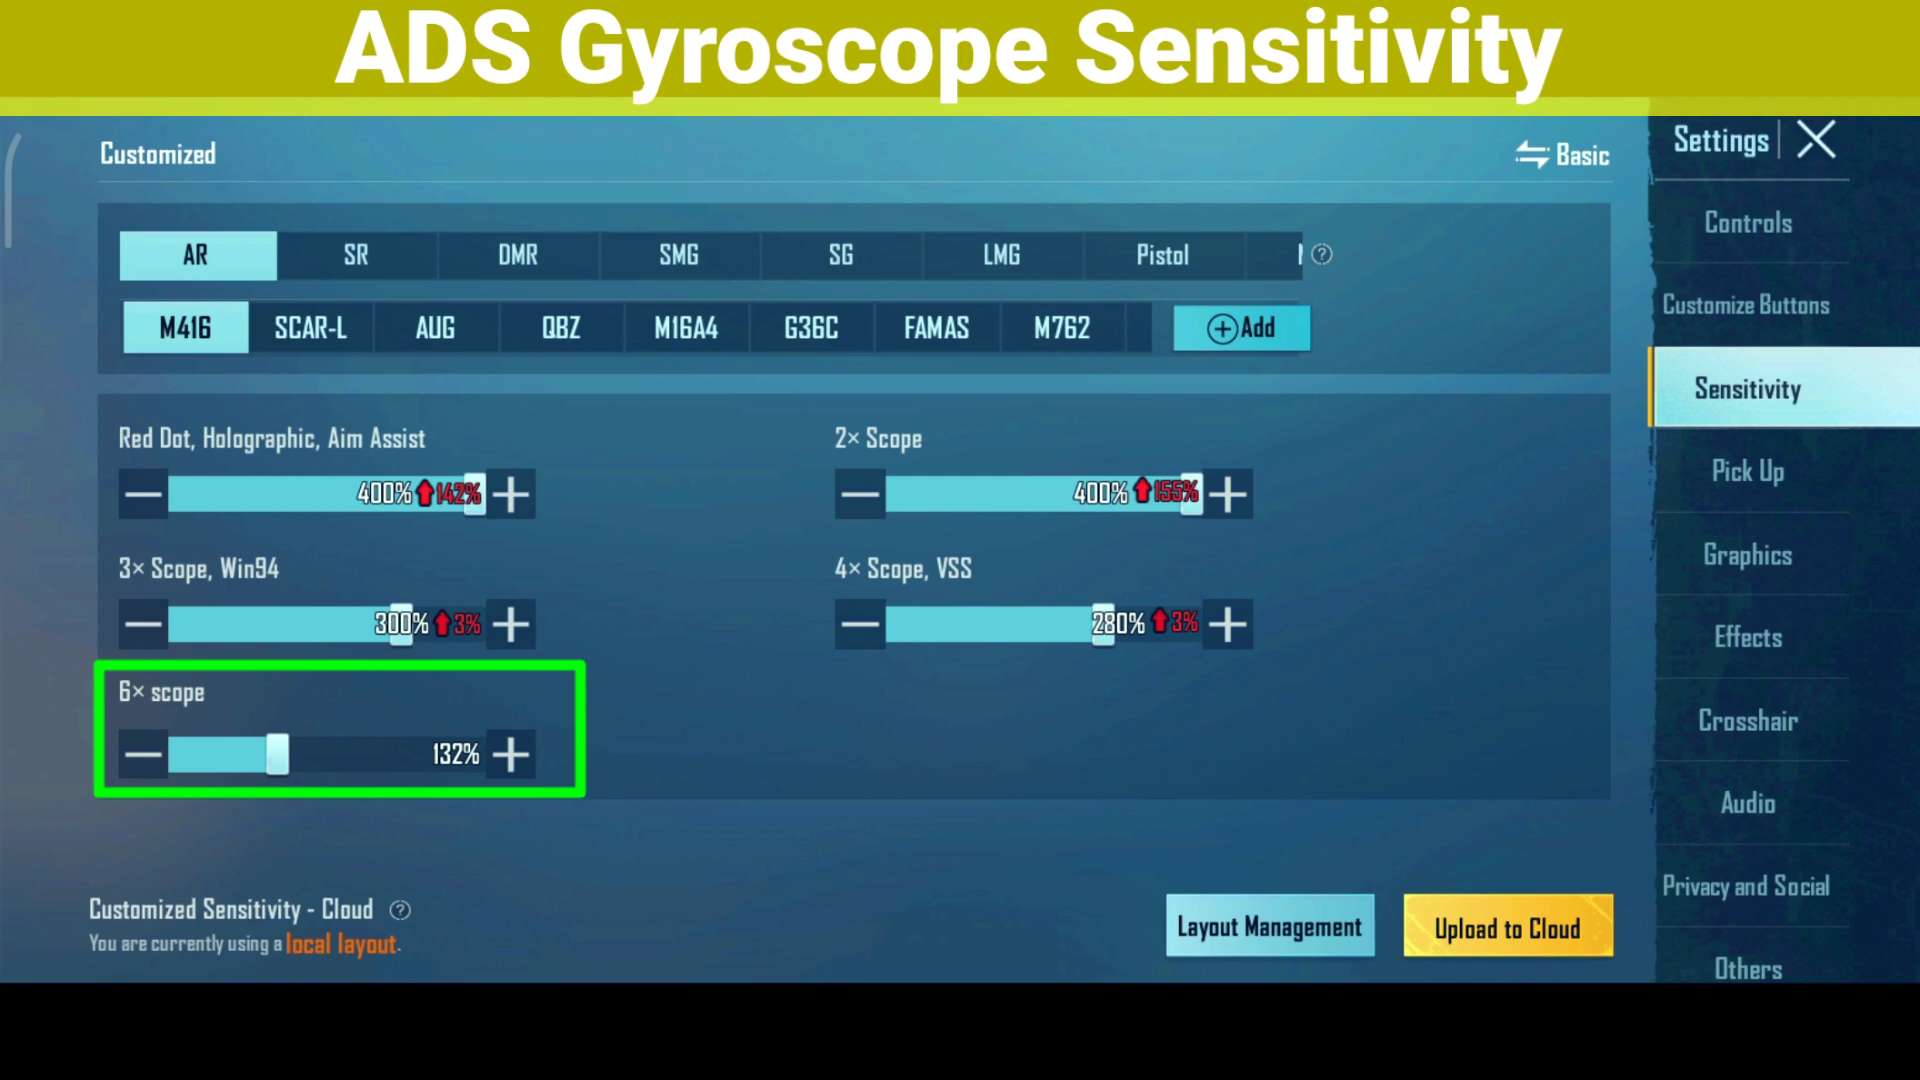 ADS Gyroscope Sensitivity
Customized
Basic
Settings
AR SR DMR SMG SG LMG Pistol
M416 SCAR-L AUG QBZ M16A4 G36C FAMAS M762 Add
Red Dot, Holographic, Aim Assist
400% 142%
2× Scope
400% 155%
3× Scope, Win94
300% 3%
4× Scope, VSS
280% 3%
6× scope
132%
Customized Sensitivity - Cloud ?
You are currently using a local layout.
Layout Management
Upload to Cloud
Controls
Customize Buttons
Sensitivity
Pick Up
Graphics
Effects
Crosshair
Audio
Privacy and Social
Others